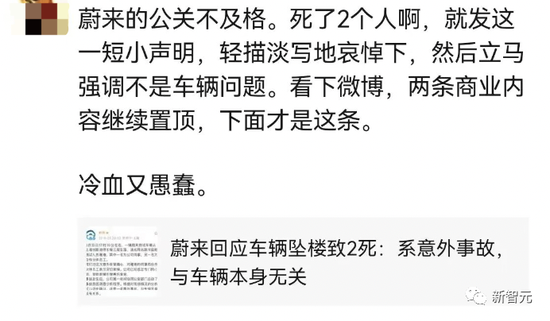 蔚来的公关不及格。死了2个人啊，就发这
一短小声明，轻描淡写地哀悼下，然后立马
强调不是车辆问题。看下微博，两条商业内
容继续置顶，下面才是这条。
冷血又愚蠢。
蔚来回应车辆坠楼致2死：系意外事故，
与车辆本身无关
新智元